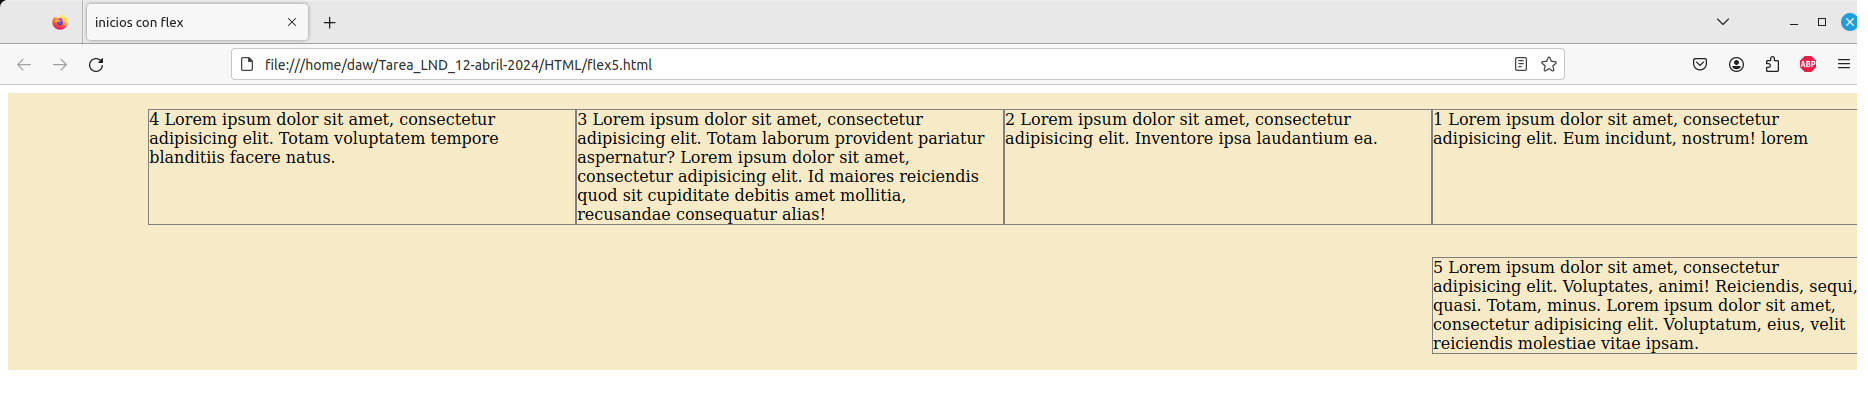 inicios con flex
file:///home/daw/Tarea_LND_12-abril-2024/HTML/flex5.html
ABP
4 Lorem ipsum dolor sit amet, consectetur
adipisicing elit. Totam voluptatem tempore
blanditiis facere natus.
3 Lorem ipsum dolor sit amet, consectetur
adipisicing elit. Totam laborum provident pariatur
aspernatur? Lorem ipsum dolor sit amet,
consectetur adipisicing elit. Id maiores reiciendis
quod sit cupiditate debitis amet mollitia,
recusandae consequatur alias!
2 Lorem ipsum dolor sit amet, consectetur
adipisicing elit. Inventore ipsa laudantium ea.
1 Lorem ipsum dolor sit amet, consectetur
adipisicing elit. Eum incidunt, nostrum! lorem
5 Lorem ipsum dolor sit amet, consectetur
adipisicing elit. Voluptates, animi! Reiciendis, sequi,
quasi. Totam, minus. Lorem ipsum dolor sit amet,
consectetur adipisicing elit. Voluptatum, eius, velit
reiciendis molestiae vitae ipsam.